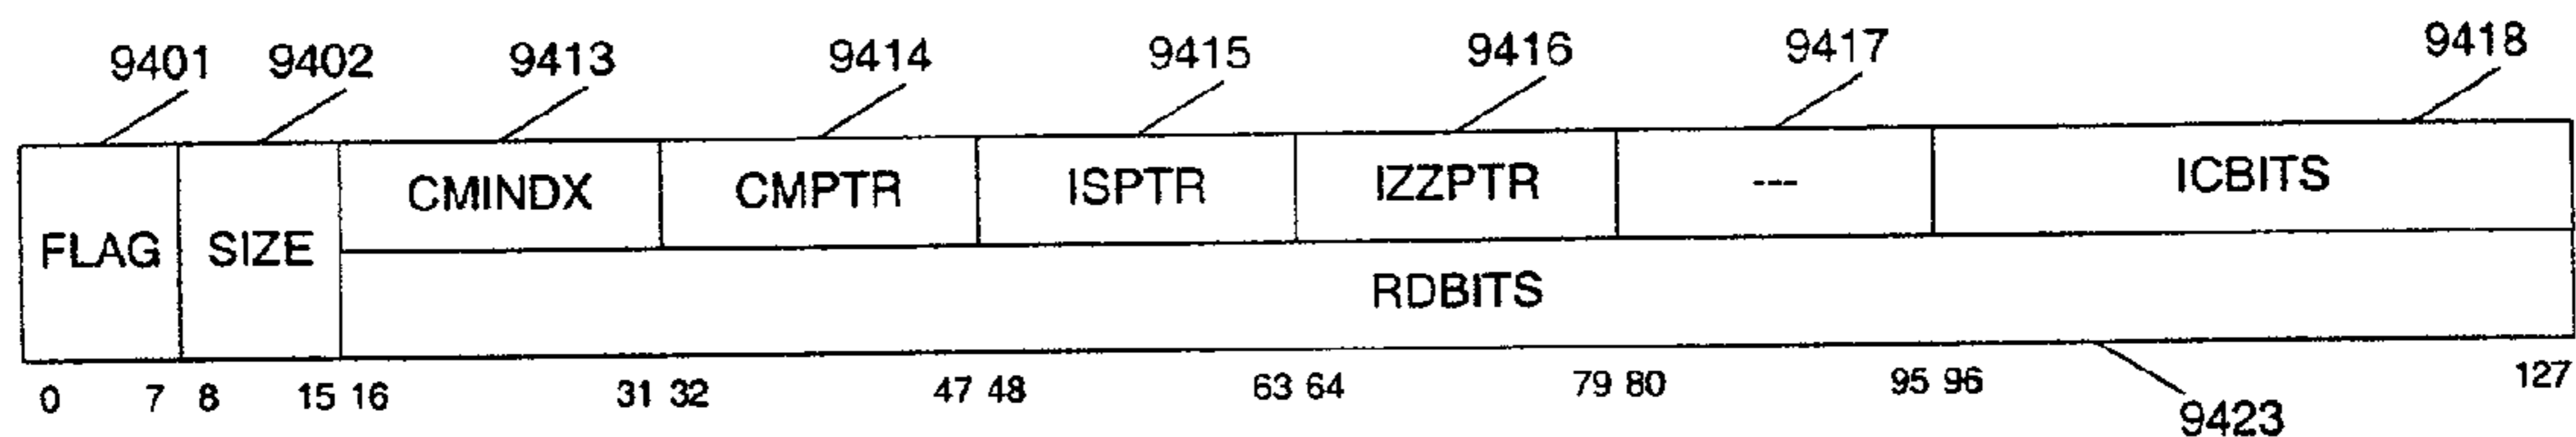 9401 9402 9413 9414 9415 9416 9417 9418
CMINDX CMPTR ISPTR IZZPTR --- ICBITS
FLAG SIZE RDBITS
0 7 8 15 16 31 32 47 48 63 64 79 80 95 96 127
9423